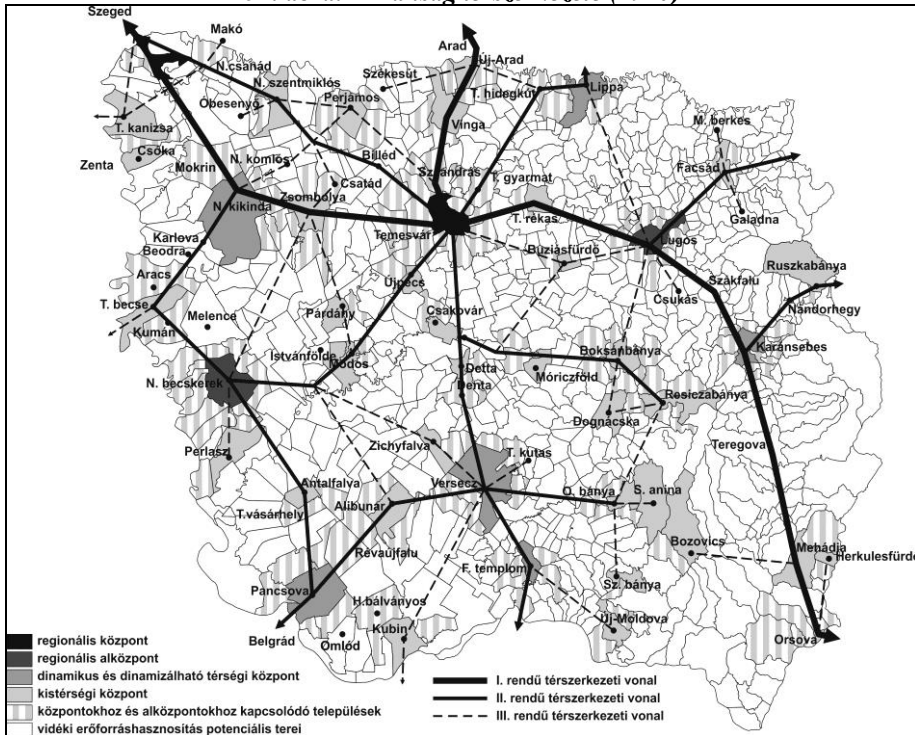 Szeged
Makó
Arad
Új-Arad
N.csanád
Székesút
N. szentmiklós
T. hidegkút
Lippa
Perjámos
Óbesenyő
M. berkes
T. kanizsa
Vinga
Csóka
Billéd
Facsád
Zenta
Mokrin
N. komlós
Sz.andrás
T. gyarmat
Csatád
Zsombolya
N. kikinda
T. rékas
Galadna
Temesvár
Lugos
Karlova
Buziásfürdő
Beodra
Szákfalu
Ruszkabánya
Aracs
Újpécs
Csukás
T. becse
Melence
Párdány
Csakovár
Nándorhegy
Kumán
Istvánfölde
Módos
Boksánbánya
Karánsebes
N. becskerek
Detta
Móriczföld
Denta
Resiczabánya
Dognácska
Teregova
Perlasz
Zichyfalva
T. kutas
Antalfalva
Versecz
O. bánya
S. anina
T.vásárhely
Alibunár
Bozovics
Révaújfalu
Mehádja
Herkulesfürdő
F. templom
Pancsova
Sz. bánya
H.bálványos
Új-Moldova
Belgrád
Kubin
Omlód
Orsova
regionális központ
regionális alközpont
dinamikus és dinamizálható térségi központ
kistérségi központ
központokhoz és alközpontokhoz kapcsolódó települések
vidéki erőforráshasznosítás potenciális terei
I. rendű térszerkezeti vonal
II. rendű térszerkezeti vonal
III. rendű térszerkezeti vonal